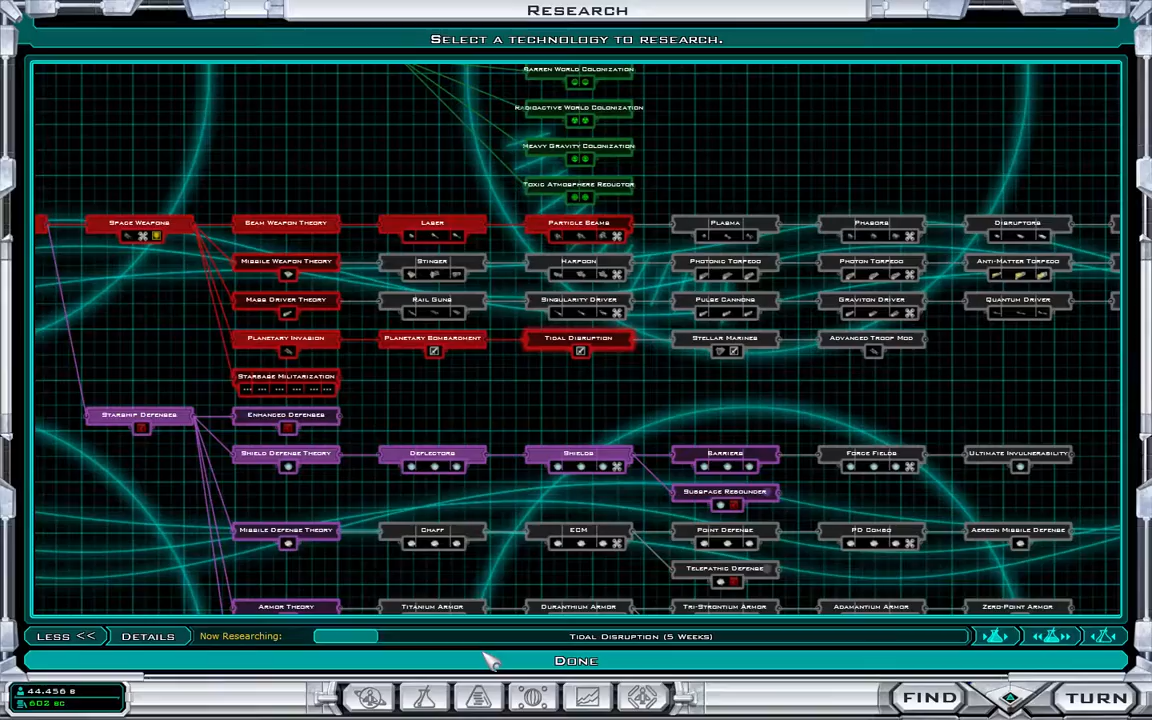 Research
Select a technology to research.
Barren World Colonization
Radioactive World Colonization
Heavy Gravity Colonization
Toxic Atmosphere Reductor
Space Weapons
Beam Weapon Theory
Laser
Particle Beams
Plasma
Phasors
Disruptors
Missile Weapon Theory
Stinger
Harpoon
Photonic Torpedo
Photon Torpedo
Anti-Matter Torpedo
Mass Driver Theory
Rail Guns
Singularity Driver
Pulse Cannons
Graviton Driver
Quantum Driver
Planetary Invasion
Planetary Bombardment
Tidal Disruption
Stellar Marines
Advanced Troop Mod
Starbase Militarization
Starship Defenses
Enhanced Defenses
Shield Defense Theory
Deflectors
Shields
Barriers
Force Fields
Ultimate Invulnerability
Subspace Rebounder
Missile Defense Theory
Chaff
ECM
Point Defense
PD Combo
Aereon Missile Defense
Telepathic Defense
Armor Theory
Titanium Armor
Duranthium Armor
Tri-Strontium Armor
Adamantium Armor
Zero-Point Armor
Less <<
Details
Now Researching:
Tidal Disruption (5 Weeks)
Done
44.456 B
602 BC
Find
Turn